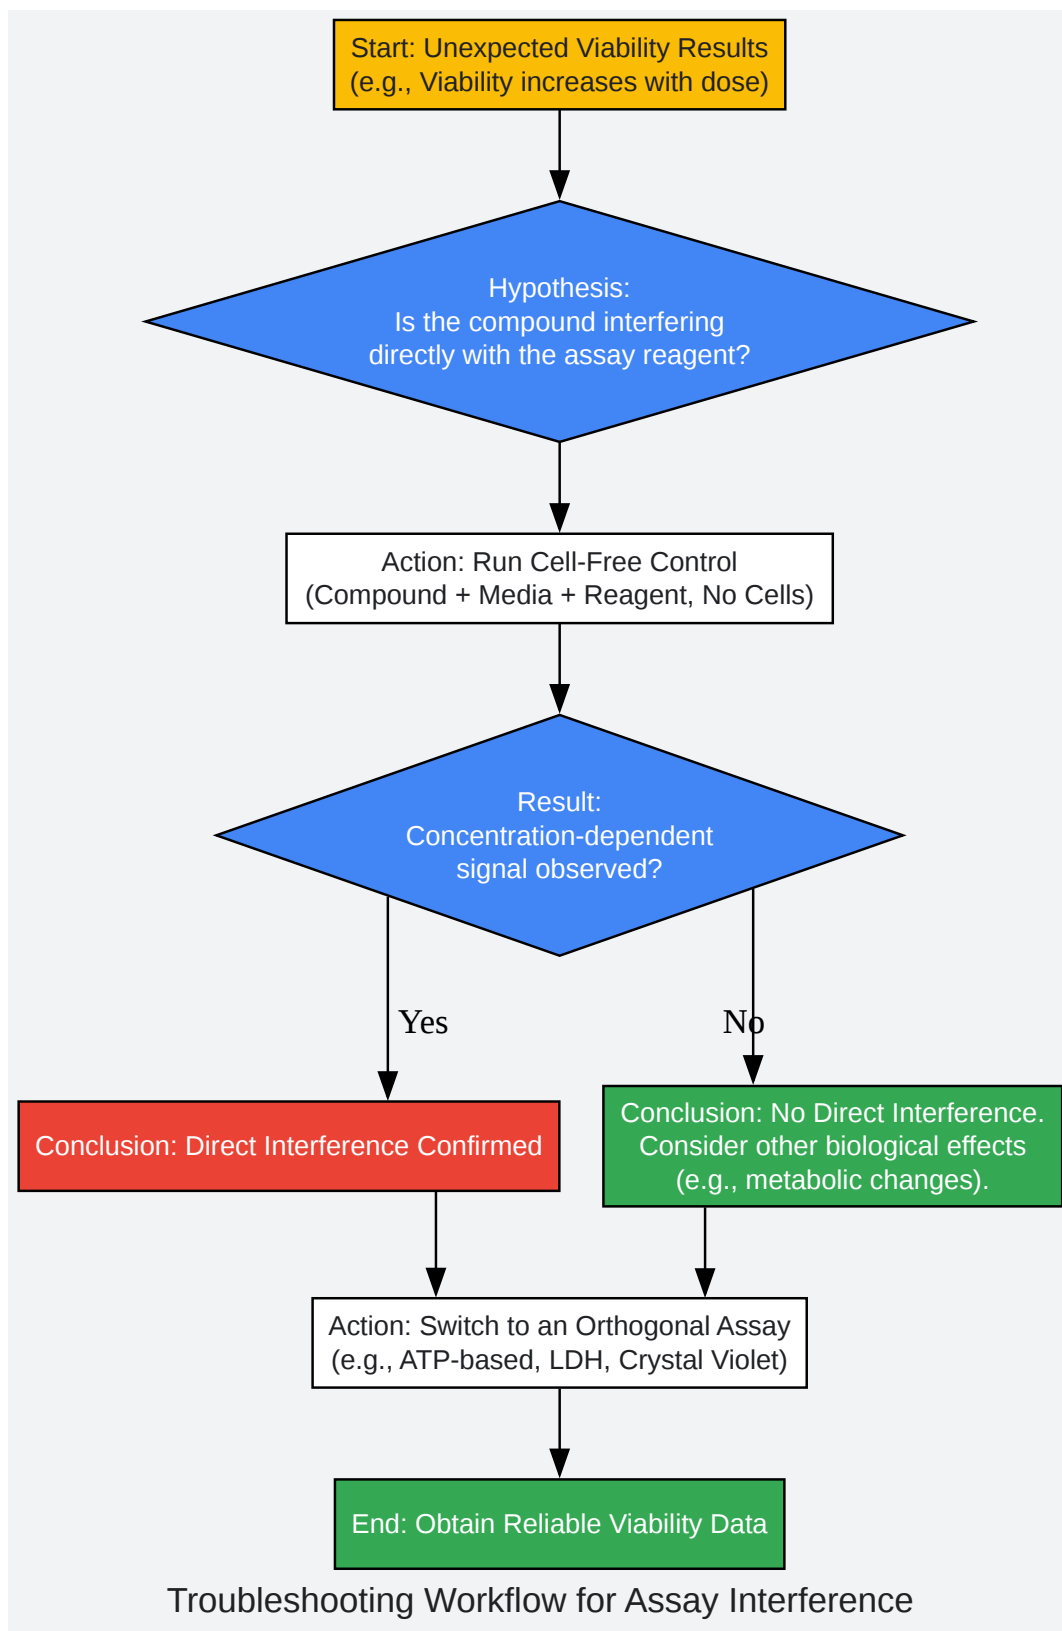 Start: Unexpected Viability Results
(e.g., Viability increases with dose)
Hypothesis:
Is the compound interfering
directly with the assay reagent?
Action: Run Cell-Free Control
(Compound + Media + Reagent, No Cells)
Result:
Concentration-dependent
signal observed?
Yes
No
Conclusion: Direct Interference Confirmed
Conclusion: No Direct Interference.
Consider other biological effects
(e.g., metabolic changes).
Action: Switch to an Orthogonal Assay
(e.g., ATP-based, LDH, Crystal Violet)
End: Obtain Reliable Viability Data
Troubleshooting Workflow for Assay Interference